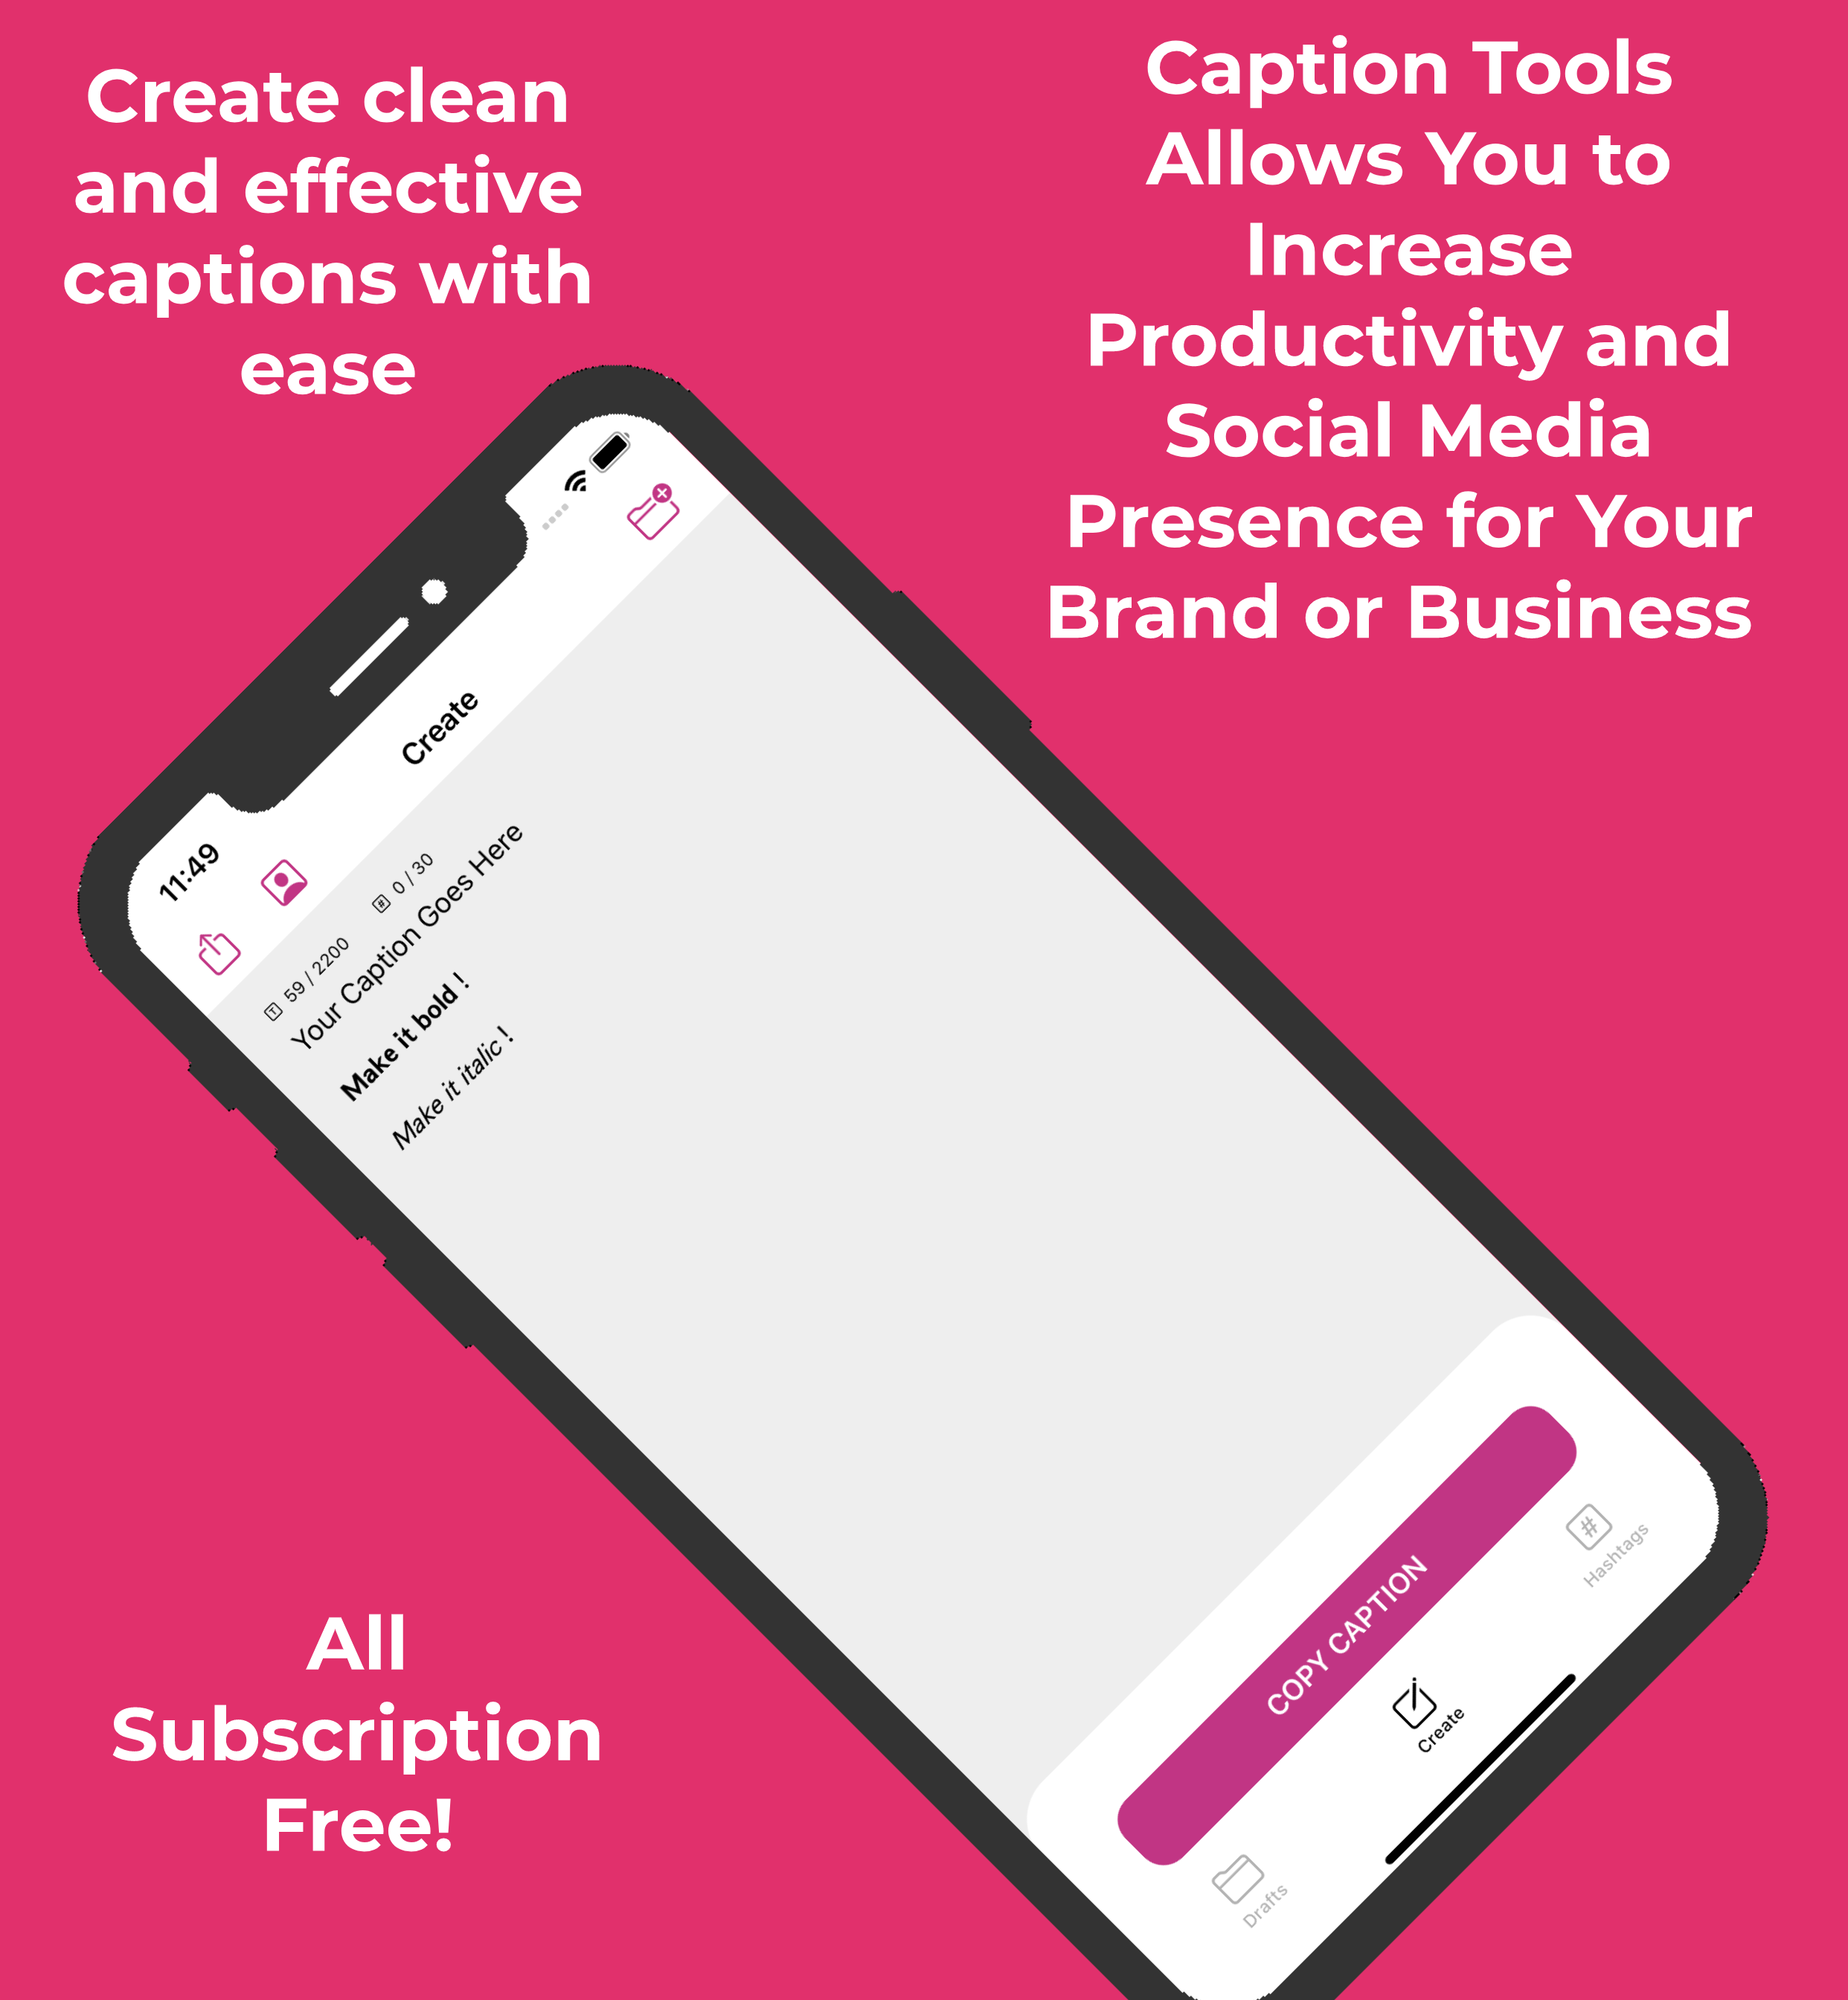 Create clean
and effective
captions with
ease
Caption Tools
Allows You to
Increase
Productivity and
Social Media
Presence for Your
Brand or Business
11:49
Create
59 / 2200
# 0 / 30
Your Caption Goes Here
Make it bold !
Make it italic !
COPY CAPTION
Drafts
Create
#
Hashtags
All
Subscription
Free!